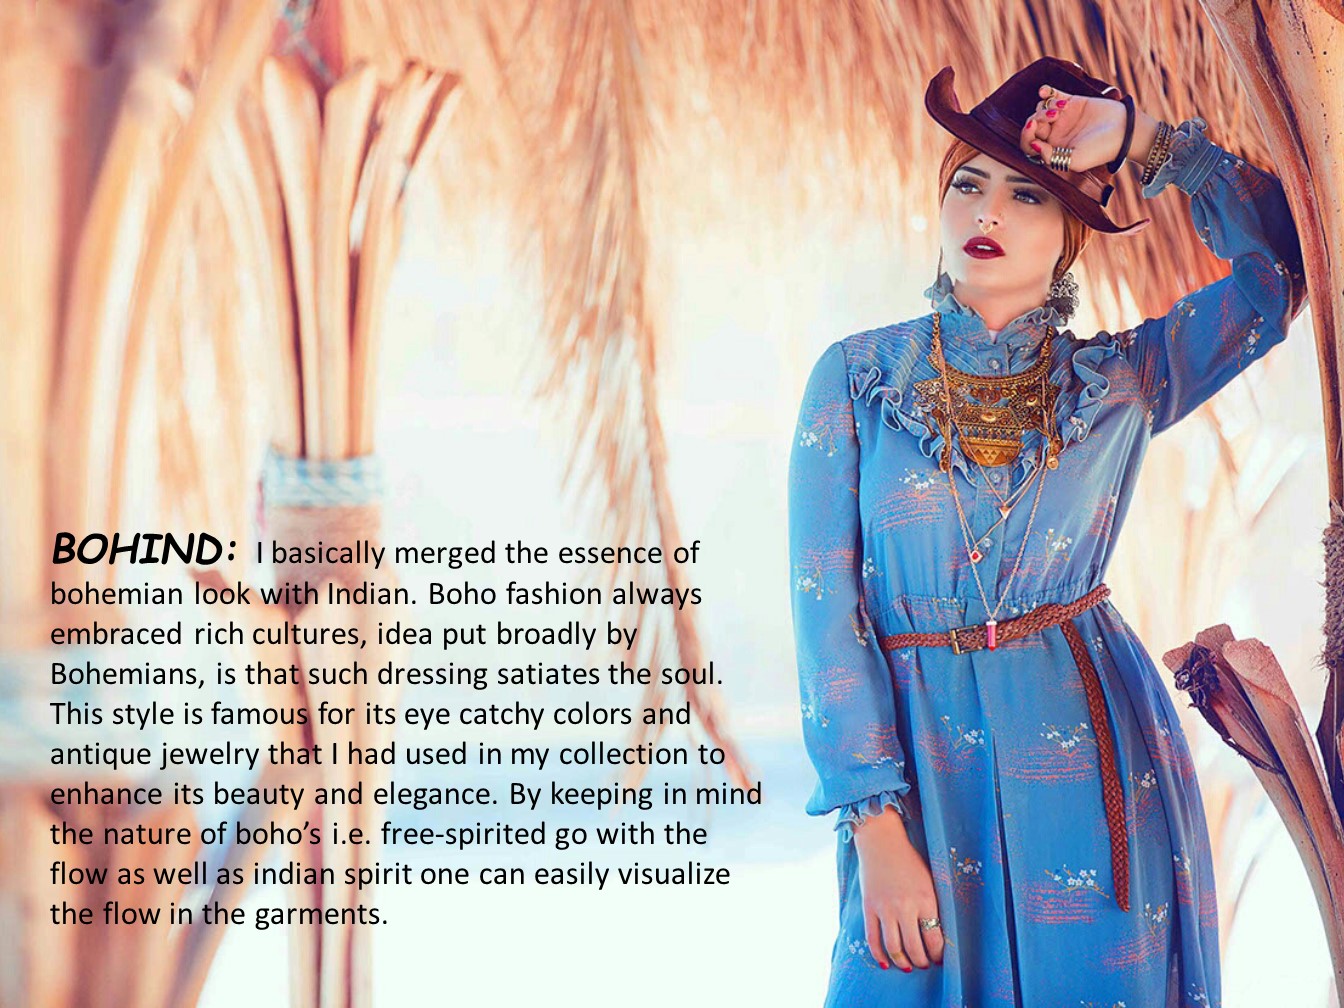 BOHIND: I basically merged the essence of
bohemian look with Indian. Boho fashion always
embraced rich cultures, idea put broadly by
Bohemians, is that such dressing satiates the soul.
This style is famous for its eye catchy colors and
antique jewelry that I had used in my collection to
enhance its beauty and elegance. By keeping in mind
the nature of boho’s i.e. free-spirited go with the
flow as well as indian spirit one can easily visualize
the flow in the garments.